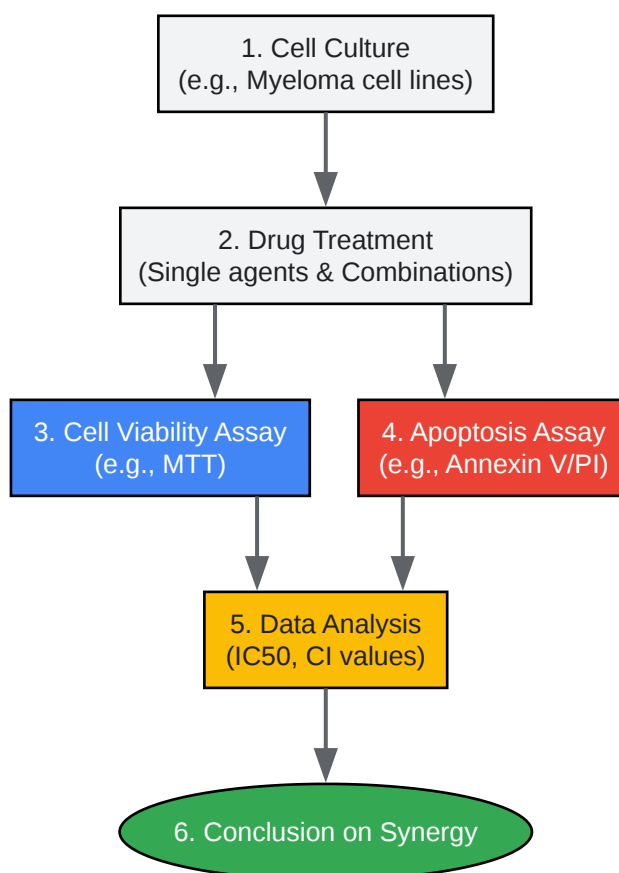 1. Cell Culture
(e.g., Myeloma cell lines)
2. Drug Treatment
(Single agents & Combinations)
3. Cell Viability Assay
(e.g., MTT)
4. Apoptosis Assay
(e.g., Annexin V/PI)
5. Data Analysis
(IC50, CI values)
6. Conclusion on Synergy